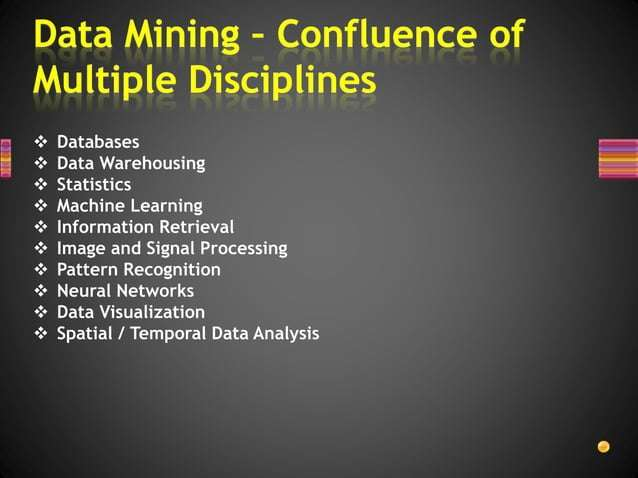 Data Mining – Confluence of
Multiple Disciplines
❖ Databases
❖ Data Warehousing
❖ Statistics
❖ Machine Learning
❖ Information Retrieval
❖ Image and Signal Processing
❖ Pattern Recognition
❖ Neural Networks
❖ Data Visualization
❖ Spatial / Temporal Data Analysis